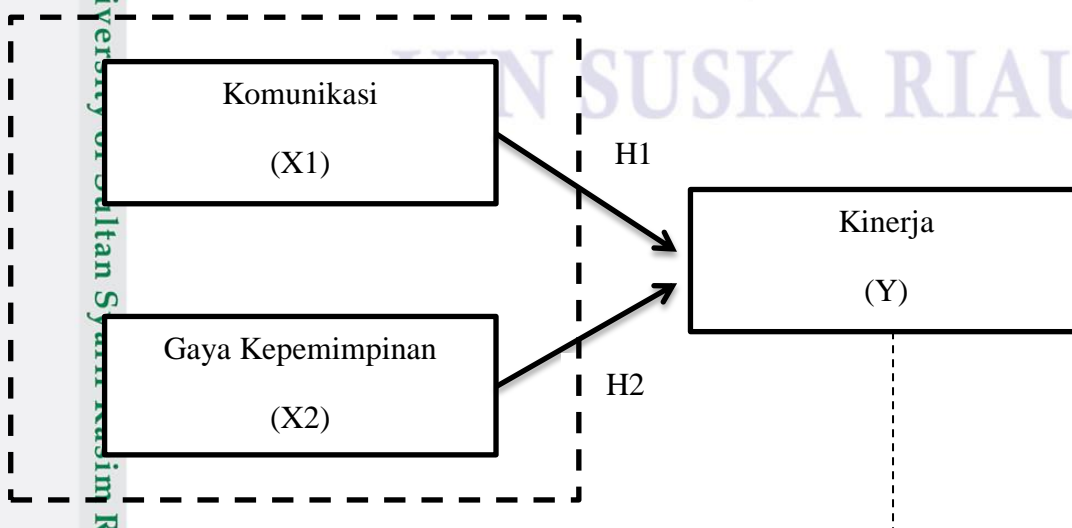 UIN SUSKA RIAU
Komunikasi
(X1)
H1
Kinerja
(Y)
Gaya Kepemimpinan
(X2)
H2